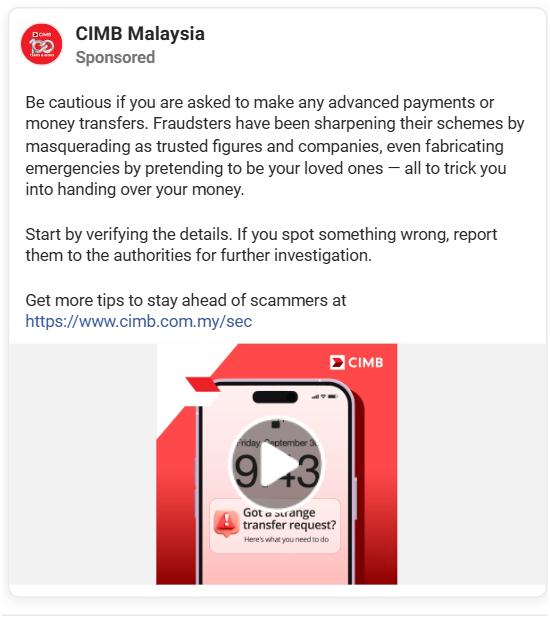 CIMB
100
YEARS & MORE
CIMB Malaysia
Sponsored
Be cautious if you are asked to make any advanced payments or
money transfers. Fraudsters have been sharpening their schemes by
masquerading as trusted figures and companies, even fabricating
emergencies by pretending to be your loved ones — all to trick you
into handing over your money.
Start by verifying the details. If you spot something wrong, report
them to the authorities for further investigation.
Get more tips to stay ahead of scammers at
https://www.cimb.com.my/sec
CIMB
Friday, September 30
9:43
Got a strange
transfer request?
Here's what you need to do